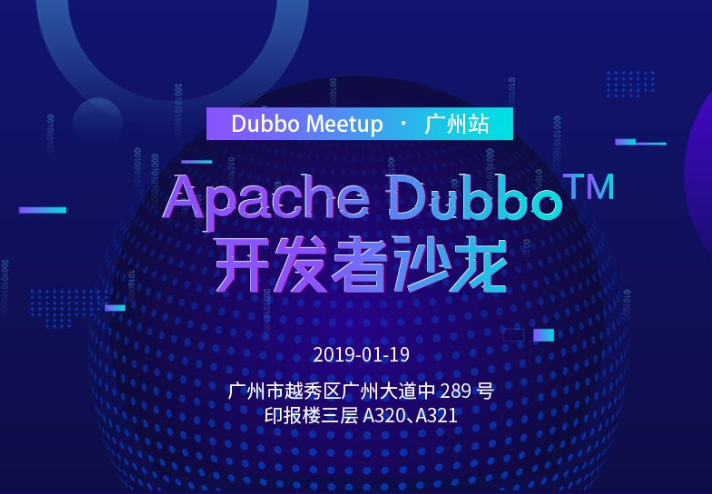 Dubbo Meetup · 广州站
Apache Dubbo™
开发者沙龙
2019-01-19
广州市越秀区广州大道中 289 号
印报楼三层 A320、A321